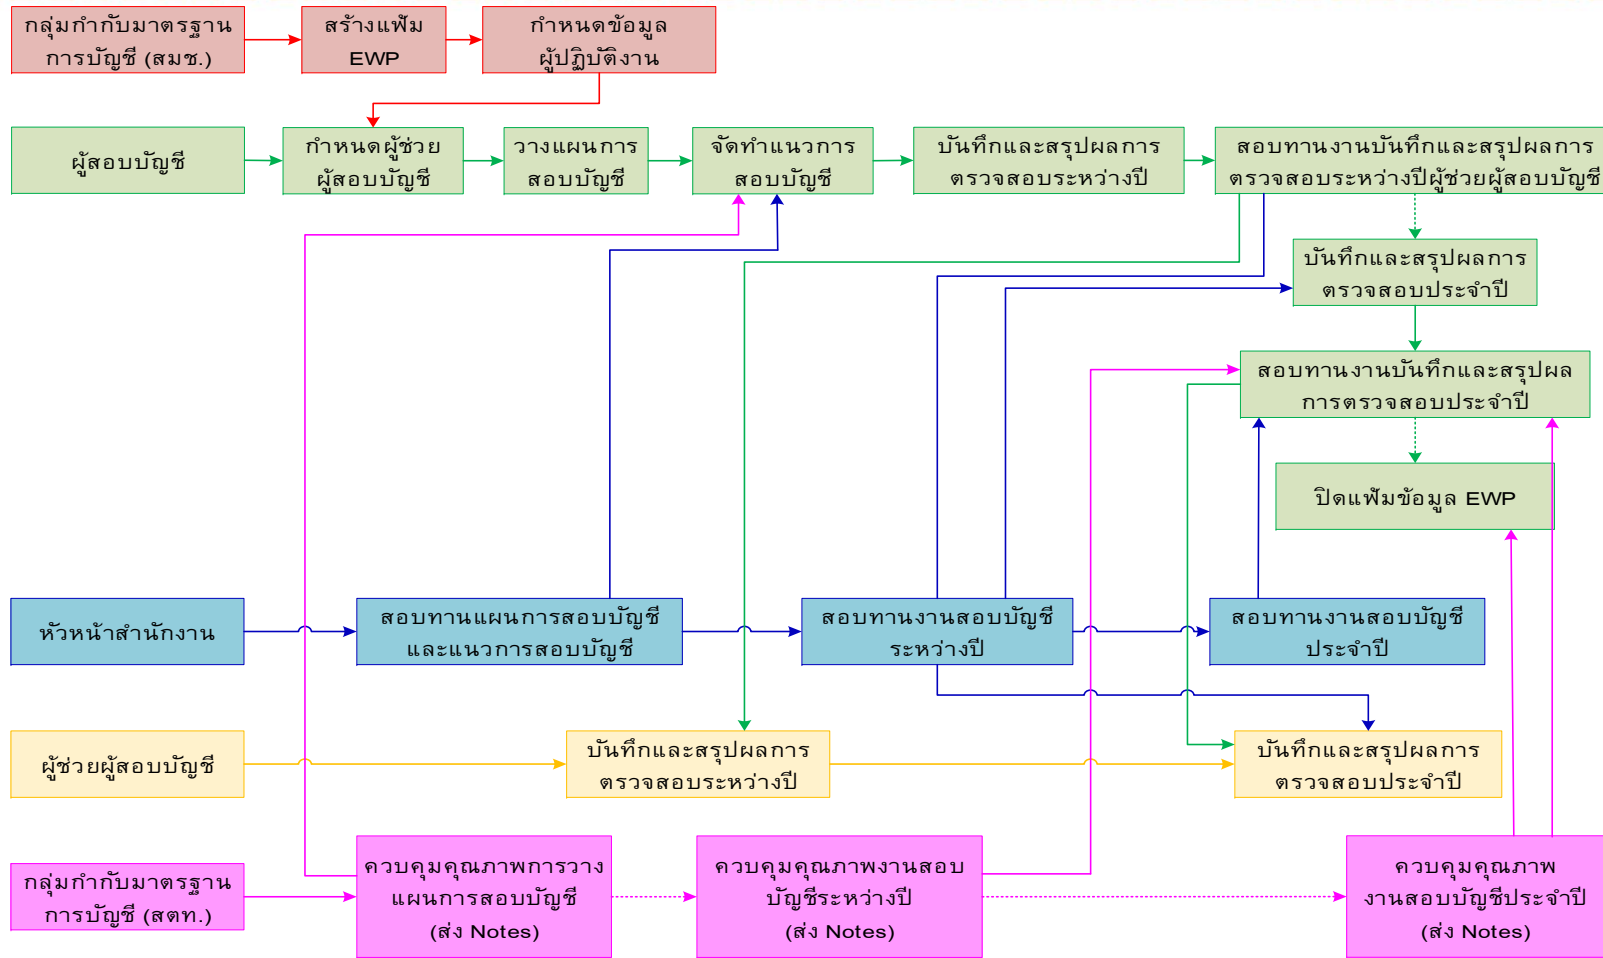 กลุ่มกำกับมาตรฐาน
การบัญชี (สมช.)
สร้างแฟ้ม
EWP
กำหนดข้อมูล
ผู้ปฏิบัติงาน
ผู้สอบบัญชี
กำหนดผู้ช่วย
ผู้สอบบัญชี
วางแผนการ
สอบบัญชี
จัดทำแนวการ
สอบบัญชี
บันทึกและสรุปผลการ
ตรวจสอบระหว่างปี
สอบทานงานบันทึกและสรุปผลการ
ตรวจสอบระหว่างปีผู้ช่วยผู้สอบบัญชี
บันทึกและสรุปผลการ
ตรวจสอบประจำปี
สอบทานงานบันทึกและสรุปผล
การตรวจสอบประจำปี
ปิดแฟ้มข้อมูล EWP
หัวหน้าสำนักงาน
สอบทานแผนการสอบบัญชี
และแนวการสอบบัญชี
สอบทานงานสอบบัญชี
ระหว่างปี
สอบทานงานสอบบัญชี
ประจำปี
ผู้ช่วยผู้สอบบัญชี
บันทึกและสรุปผลการ
ตรวจสอบระหว่างปี
บันทึกและสรุปผลการ
ตรวจสอบประจำปี
กลุ่มกำกับมาตรฐาน
การบัญชี (สตท.)
ควบคุมคุณภาพการวาง
แผนการสอบบัญชี
(ส่ง Notes)
ควบคุมคุณภาพงานสอบ
บัญชีระหว่างปี
(ส่ง Notes)
ควบคุมคุณภาพ
งานสอบบัญชีประจำปี
(ส่ง Notes)